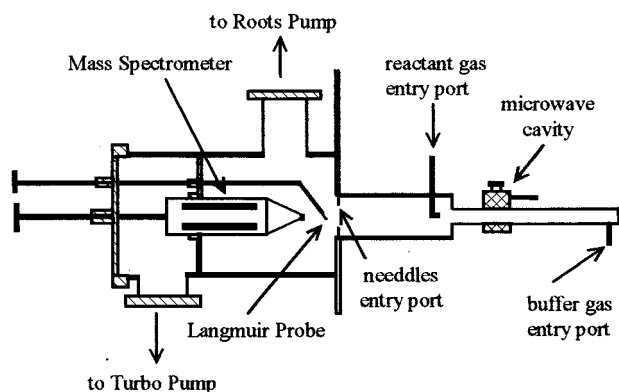 to Roots Pump
Mass Spectrometer
reactant gas
entry port
microwave
cavity
needdles
entry port
Langmuir Probe
buffer gas
entry port
to Turbo Pump